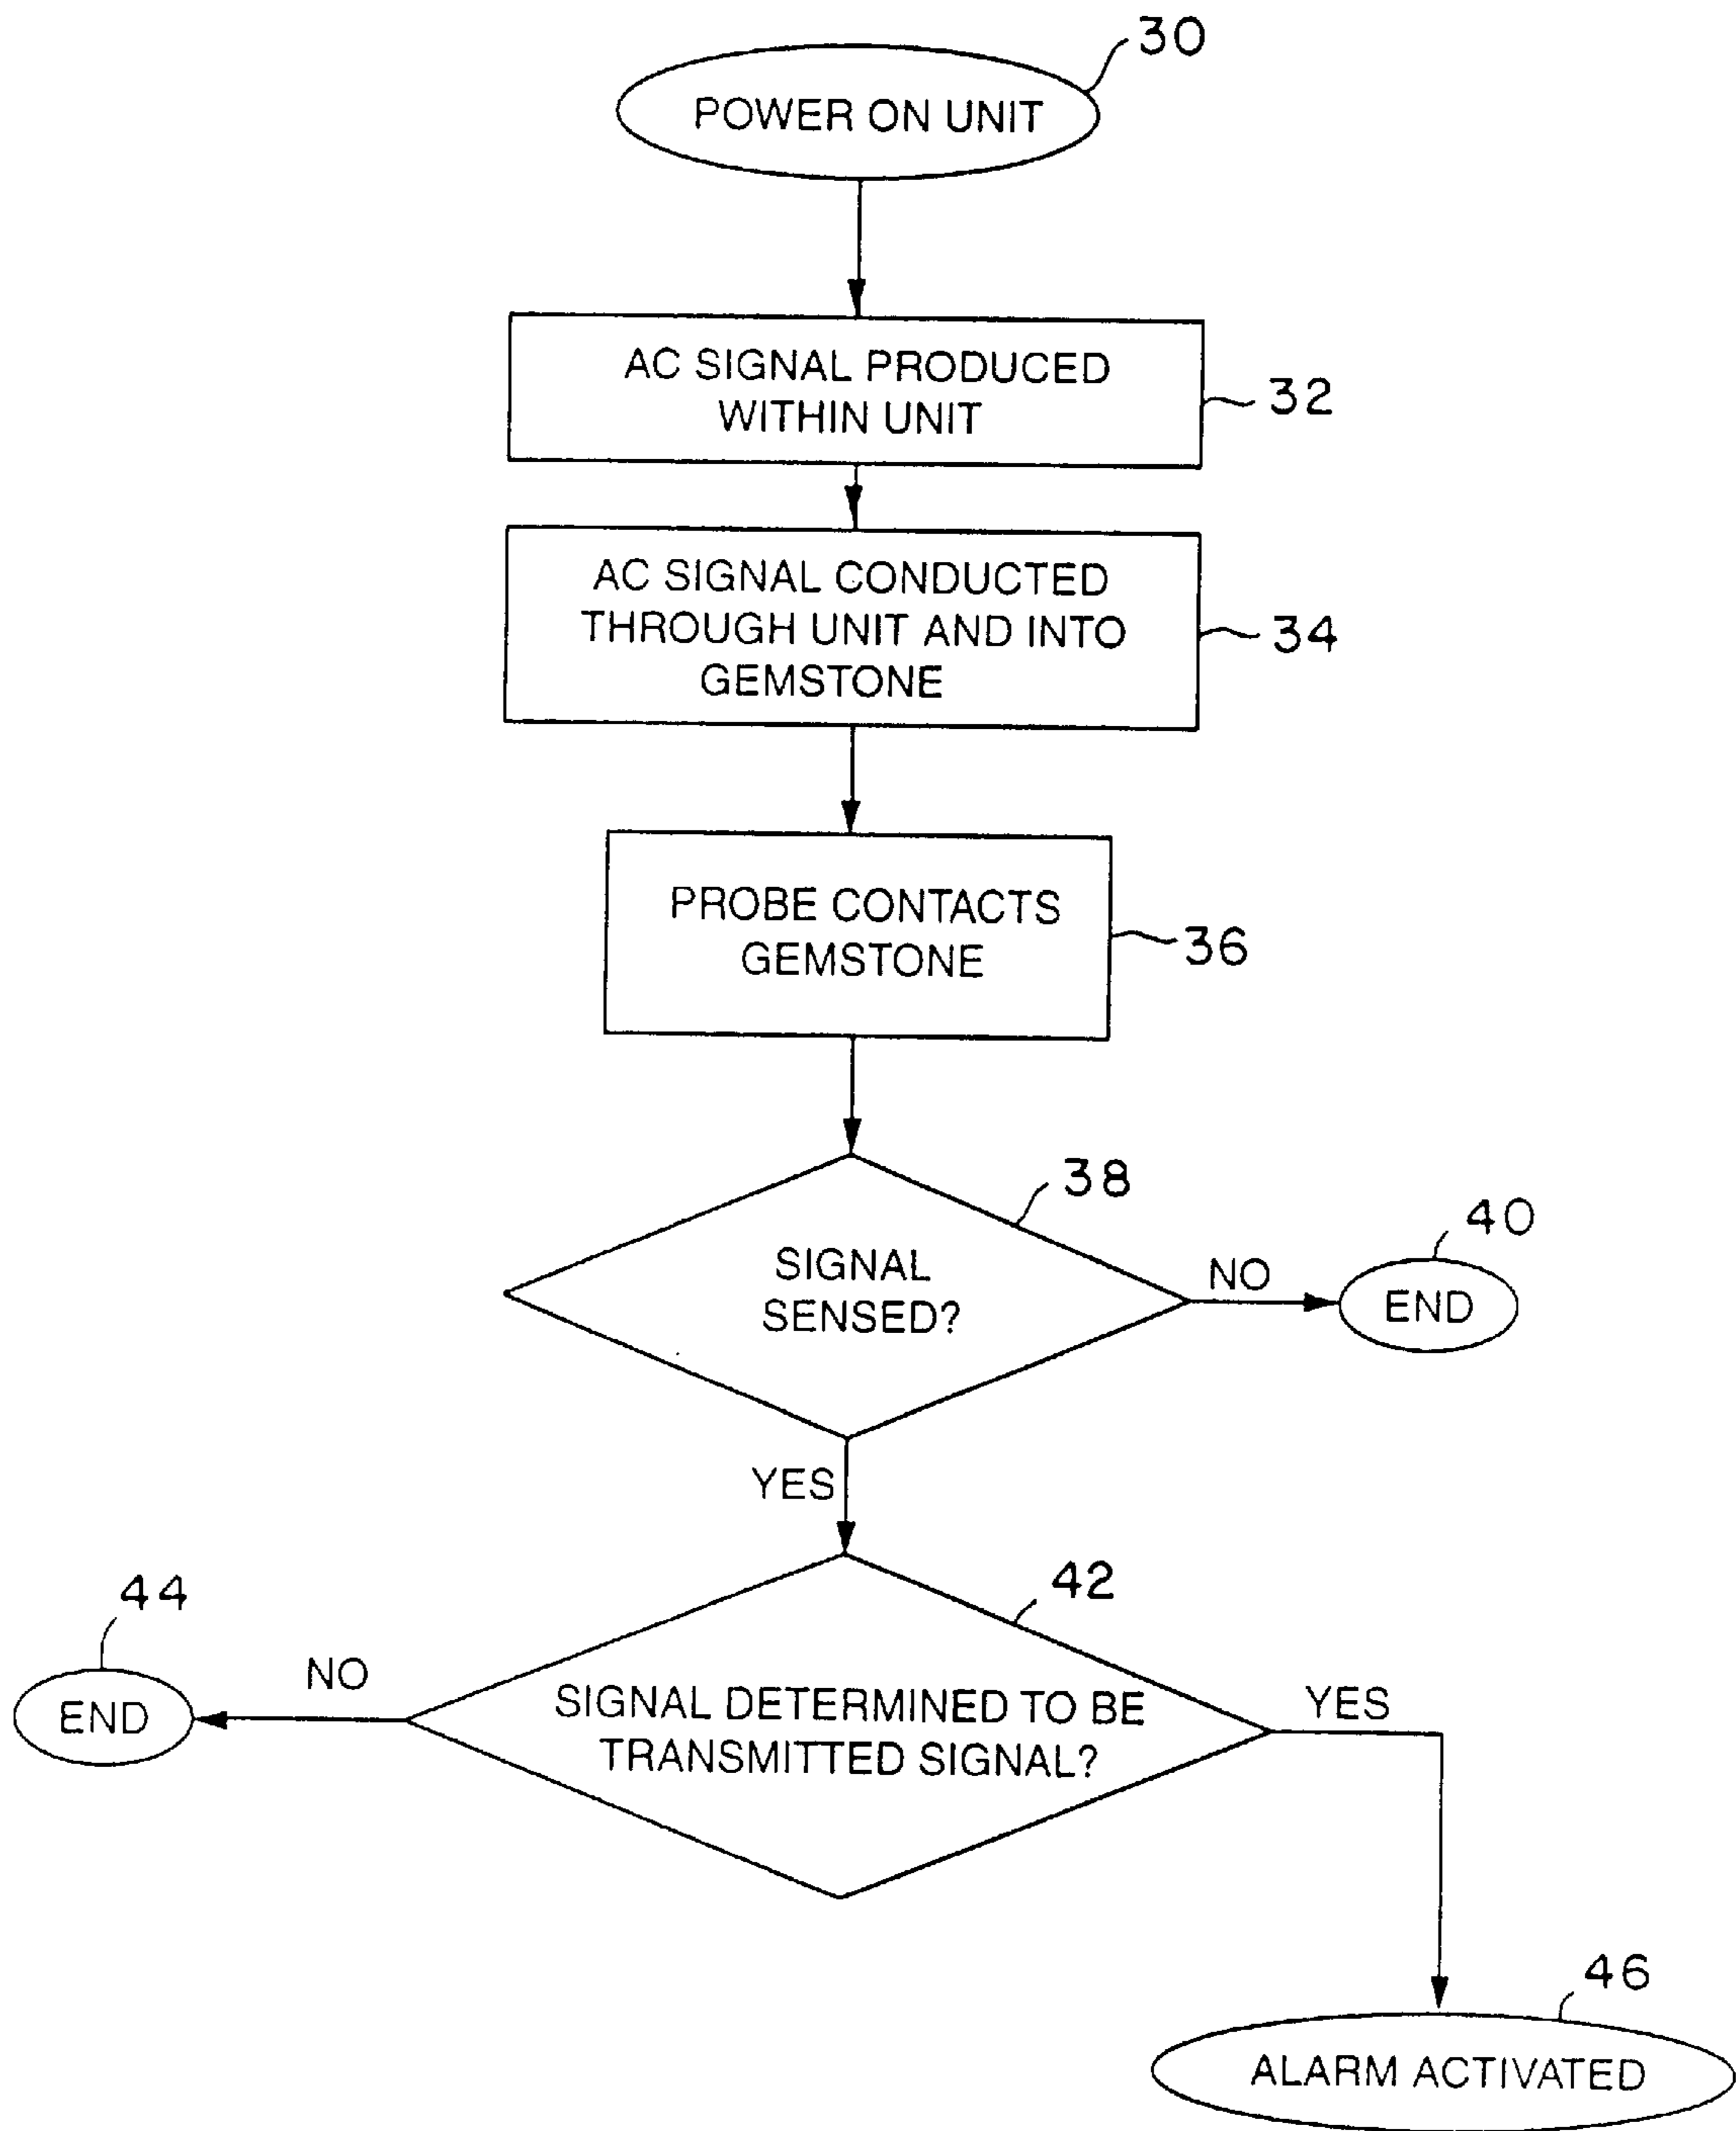 30
POWER ON UNIT
AC SIGNAL PRODUCED
WITHIN UNIT
32
AC SIGNAL CONDUCTED
THROUGH UNIT AND INTO
GEMSTONE
34
PROBE CONTACTS
GEMSTONE
36
38
SIGNAL
SENSED?
NO
40
END
YES
42
44
END
NO
SIGNAL DETERMINED TO BE
TRANSMITTED SIGNAL?
YES
46
ALARM ACTIVATED